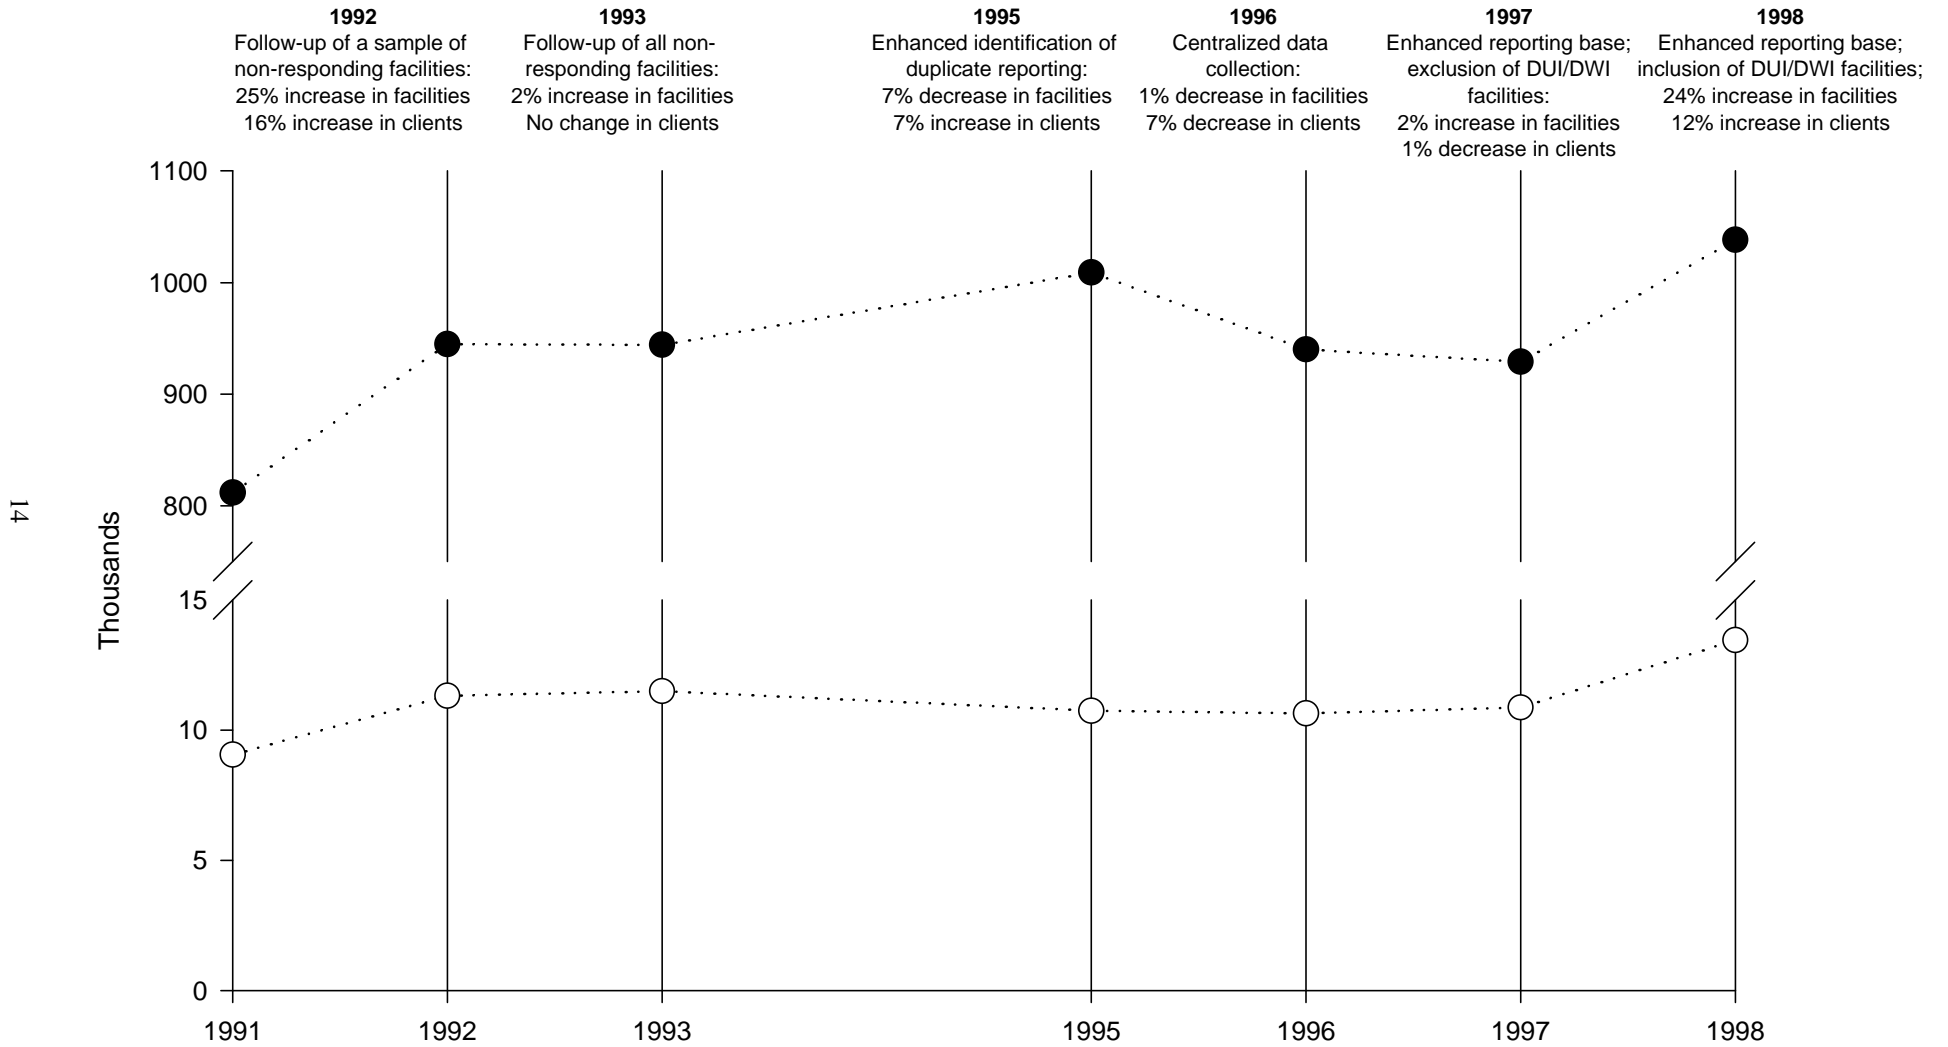 1992
Follow-up of a sample of
non-responding facilities:
25% increase in facilities
16% increase in clients
1993
Follow-up of all non-
responding facilities:
2% increase in facilities
No change in clients
1995
Enhanced identification of
duplicate reporting:
7% decrease in facilities
7% increase in clients
1996
Centralized data
collection:
1% decrease in facilities
7% decrease in clients
1997
Enhanced reporting base;
exclusion of DUI/DWI
facilities:
2% increase in facilities
1% decrease in clients
1998
Enhanced reporting base;
inclusion of DUI/DWI facilities;
24% increase in facilities
12% increase in clients
1100
1000
900
800
15
10
5
0
Thousands
14
1991
1992
1993
1995
1996
1997
1998